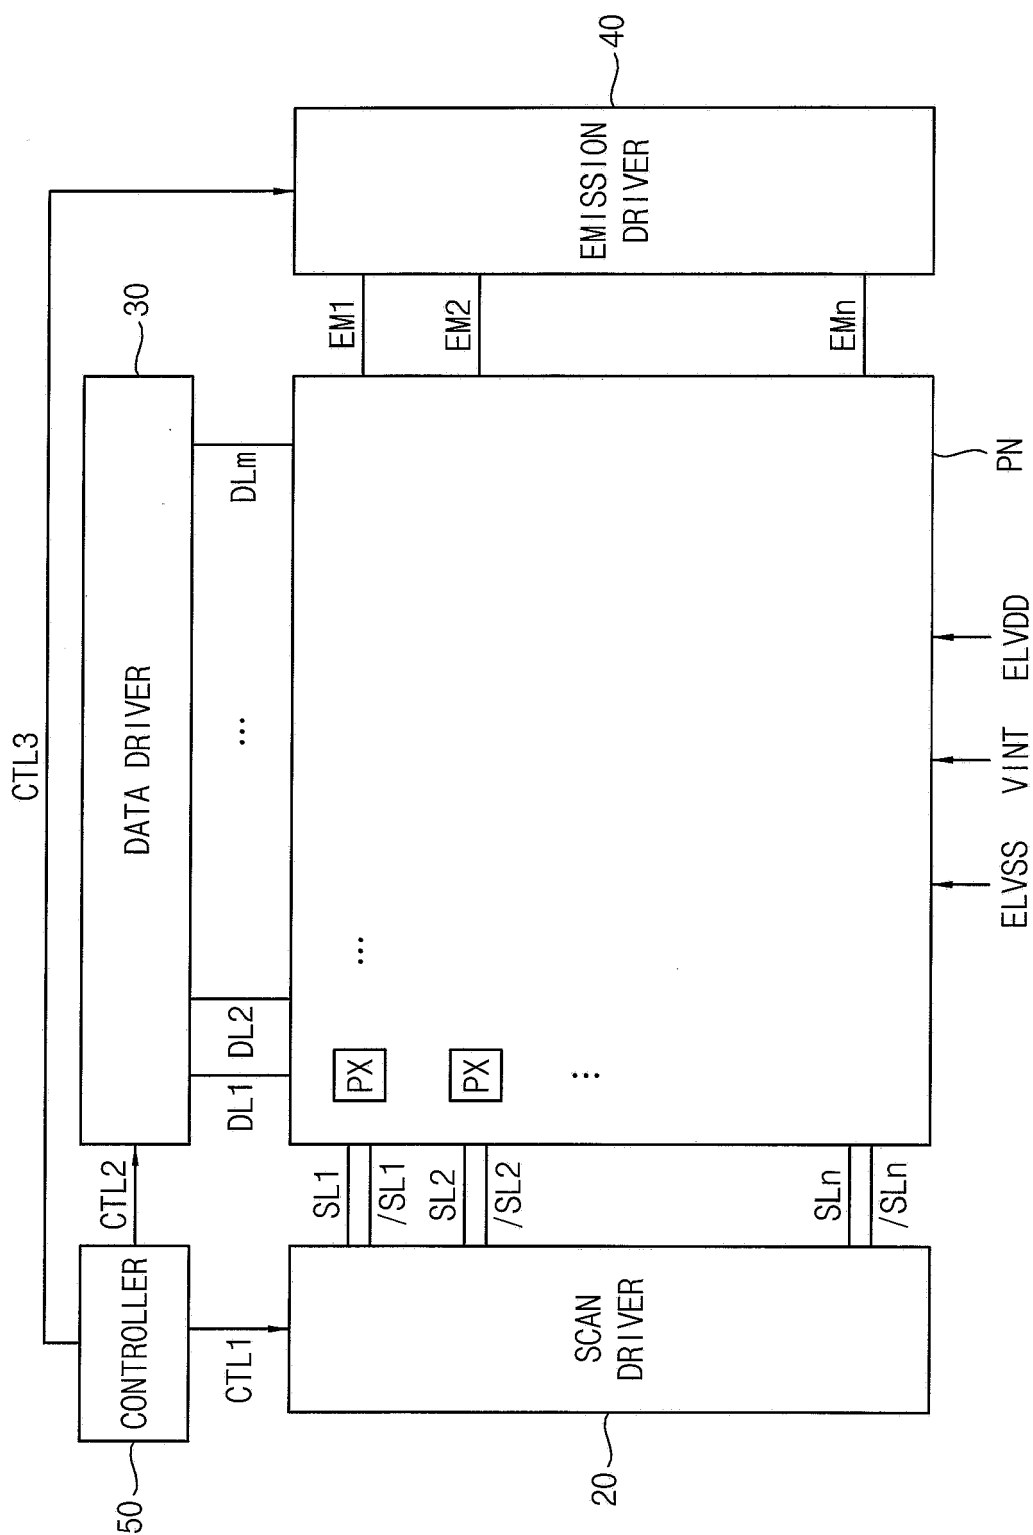 CTL3
50
CONTROLLER
CTL2
DATA DRIVER
30
CTL1
DL1
DL2
...
DLm
40
SCAN
DRIVER
20
SL1
/SL1
SL2
/SL2
SLn
/SLn
PX
...
PX
...
EM1
EM2
EMn
EMISSION
DRIVER
ELVSS
VINT
ELVDD
PN